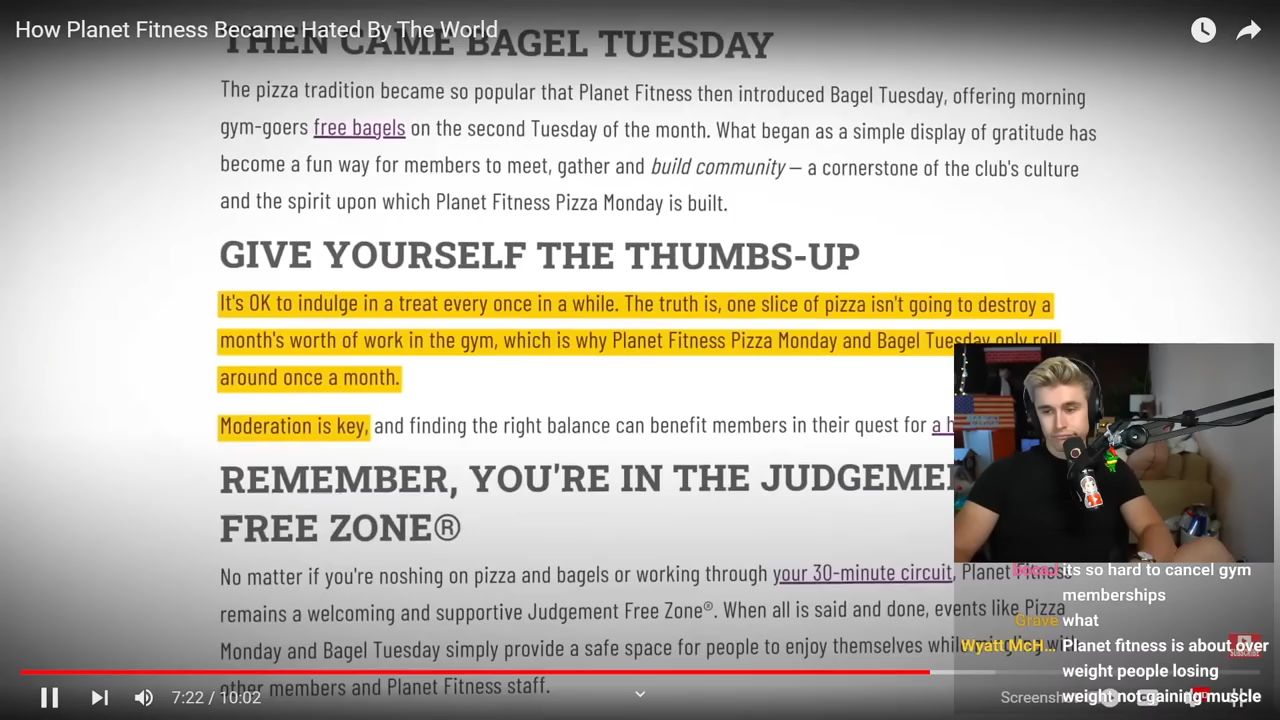 How Planet Fitness Became Hated By The World
THEN CAME BAGEL TUESDAY
The pizza tradition became so popular that Planet Fitness then introduced Bagel Tuesday, offering morning
gym-goers free bagels on the second Tuesday of the month. What began as a simple display of gratitude has
become a fun way for members to meet, gather and build community — a cornerstone of the club's culture
and the spirit upon which Planet Fitness Pizza Monday is built.
GIVE YOURSELF THE THUMBS-UP
It's OK to indulge in a treat every once in a while. The truth is, one slice of pizza isn't going to destroy a
month's worth of work in the gym, which is why Planet Fitness Pizza Monday and Bagel Tuesday only roll
around once a month.
Moderation is key, and finding the right balance can benefit members in their quest for a
REMEMBER, YOU'RE IN THE
FREE ZONE®
No matter if you're noshing on pizza and bagels or working through your 30-minute circuit, Planet Fitness
remains a welcoming and supportive Judgement Free Zone®. When all is said and done, events like Pizza
Monday and Bagel Tuesday simply provide a safe space for people to enjoy themselves
other members and Planet Fitness staff.
its so hard to cancel gym
memberships
Grave what
Wyatt McH... Planet fitness is about over
weight people losing
weight not gaining muscle
SUBSCRIBE
7:22 / 10:02